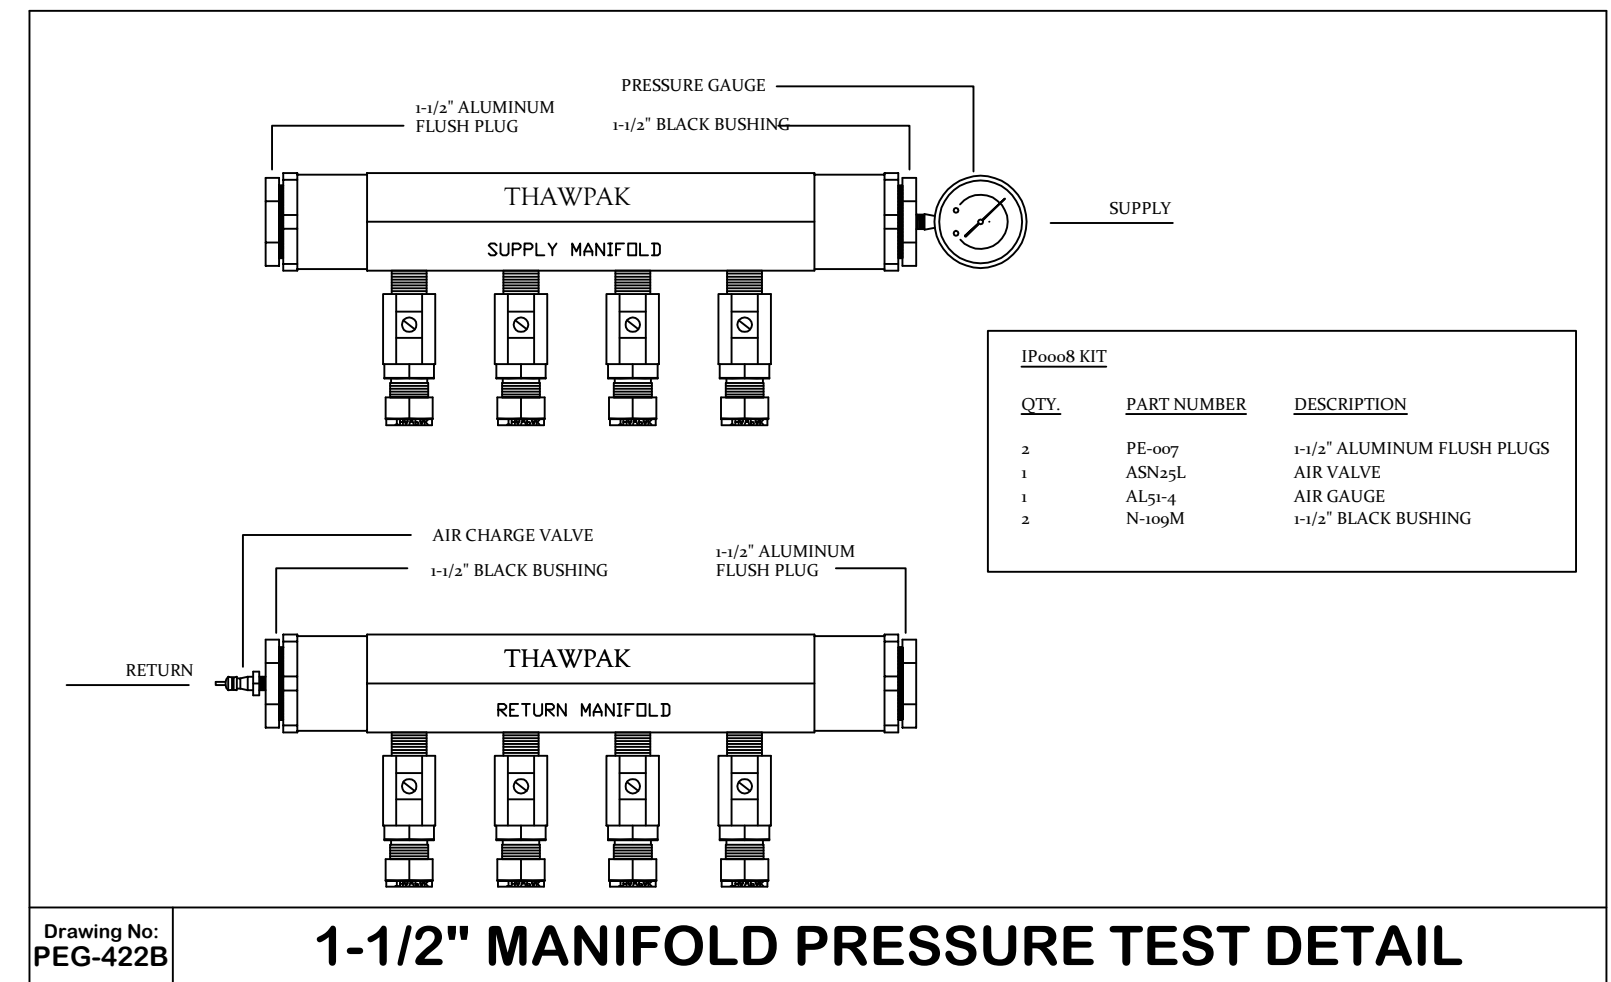 PRESSURE GAUGE
1-1/2" ALUMINUM
FLUSH PLUG
1-1/2" BLACK BUSHING
THAWPAK
SUPPLY MANIFOLD
SUPPLY
IP0008 KIT
QTY. PART NUMBER DESCRIPTION
2 PE-007 1-1/2" ALUMINUM FLUSH PLUGS
1 ASN25L AIR VALVE
1 AL51-4 AIR GAUGE
2 N-109M 1-1/2" BLACK BUSHING
AIR CHARGE VALVE
1-1/2" BLACK BUSHING
1-1/2" ALUMINUM
FLUSH PLUG
RETURN
THAWPAK
RETURN MANIFOLD
Drawing No:
PEG-422B
1-1/2" MANIFOLD PRESSURE TEST DETAIL